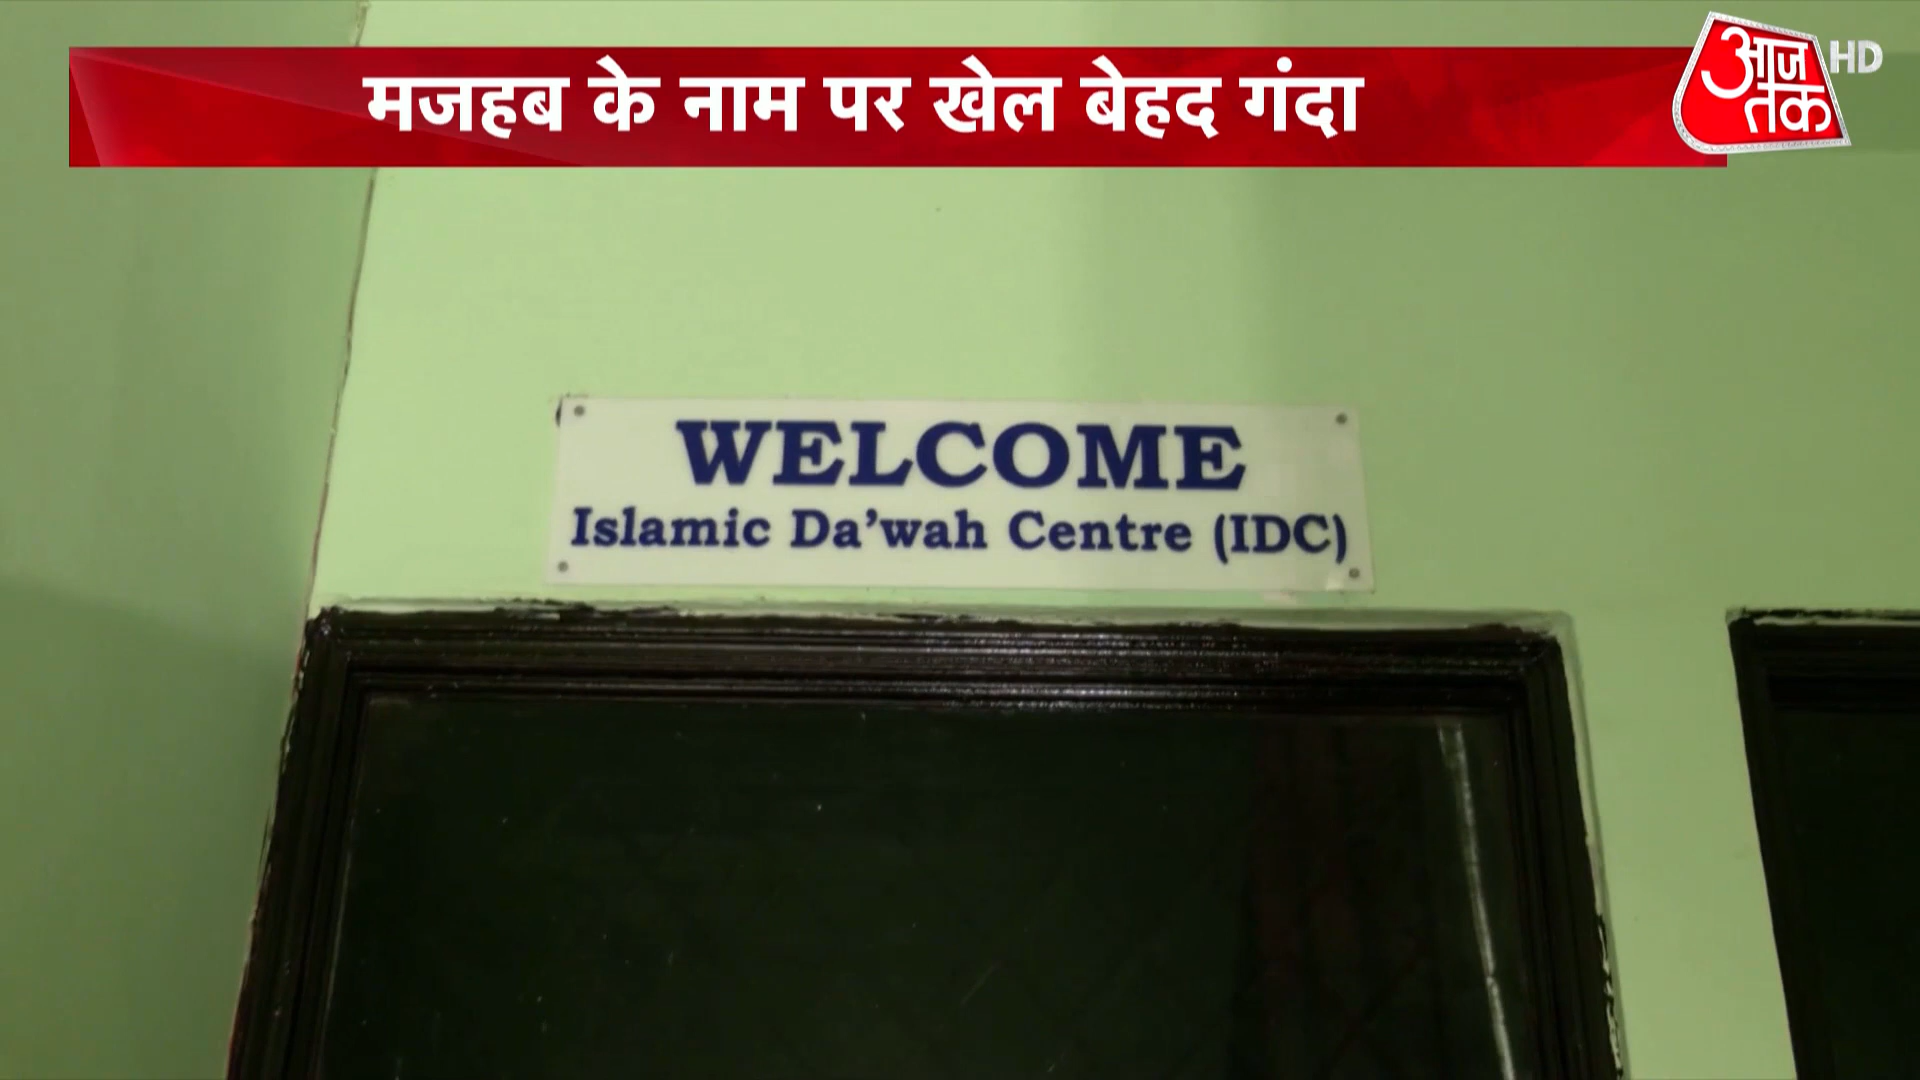 मजहब के नाम पर खेल बेहद गंदा
आज
तक
HD
WELCOME
Islamic Da’wah Centre (IDC)